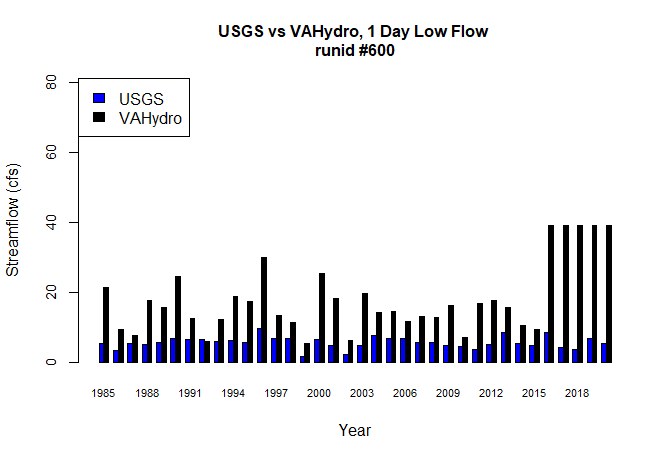 USGS vs VAHydro, 1 Day Low Flow
runid #600
USGS
VAHydro
Streamflow (cfs)
80
60
40
20
0
1985 1988 1991 1994 1997 2000 2003 2006 2009 2012 2015 2018
Year